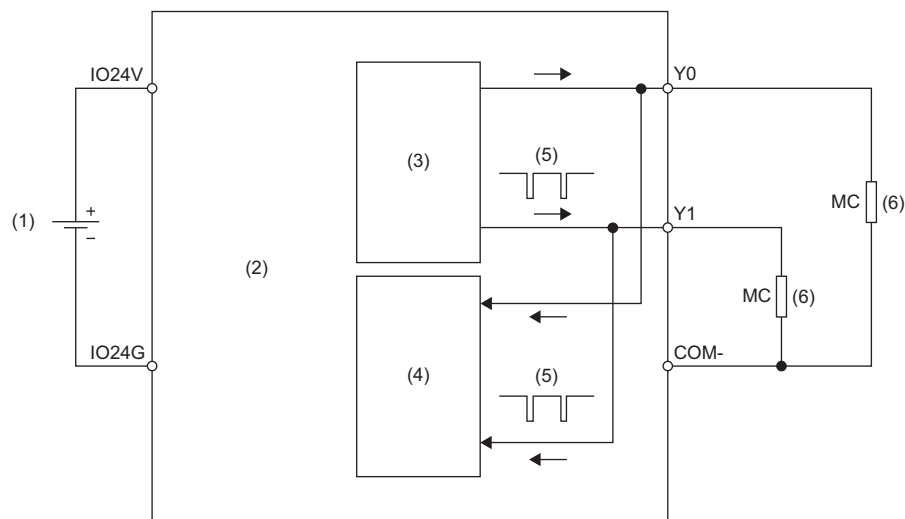 IO24V
Y0
(3)
(5)
MC
(6)
(1)
+
−
Y1
(2)
MC
(6)
IO24G
COM-
(4)
(5)